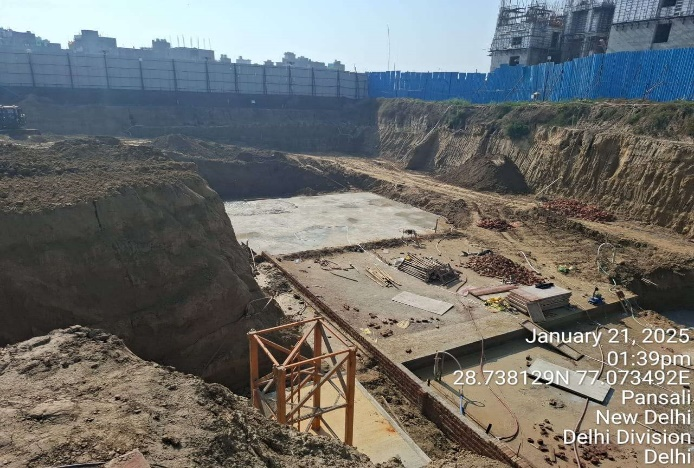 January 21, 2025
01:39pm
28.738129N 77.073492E
Pansali
New Delhi
Delhi Division
Delhi